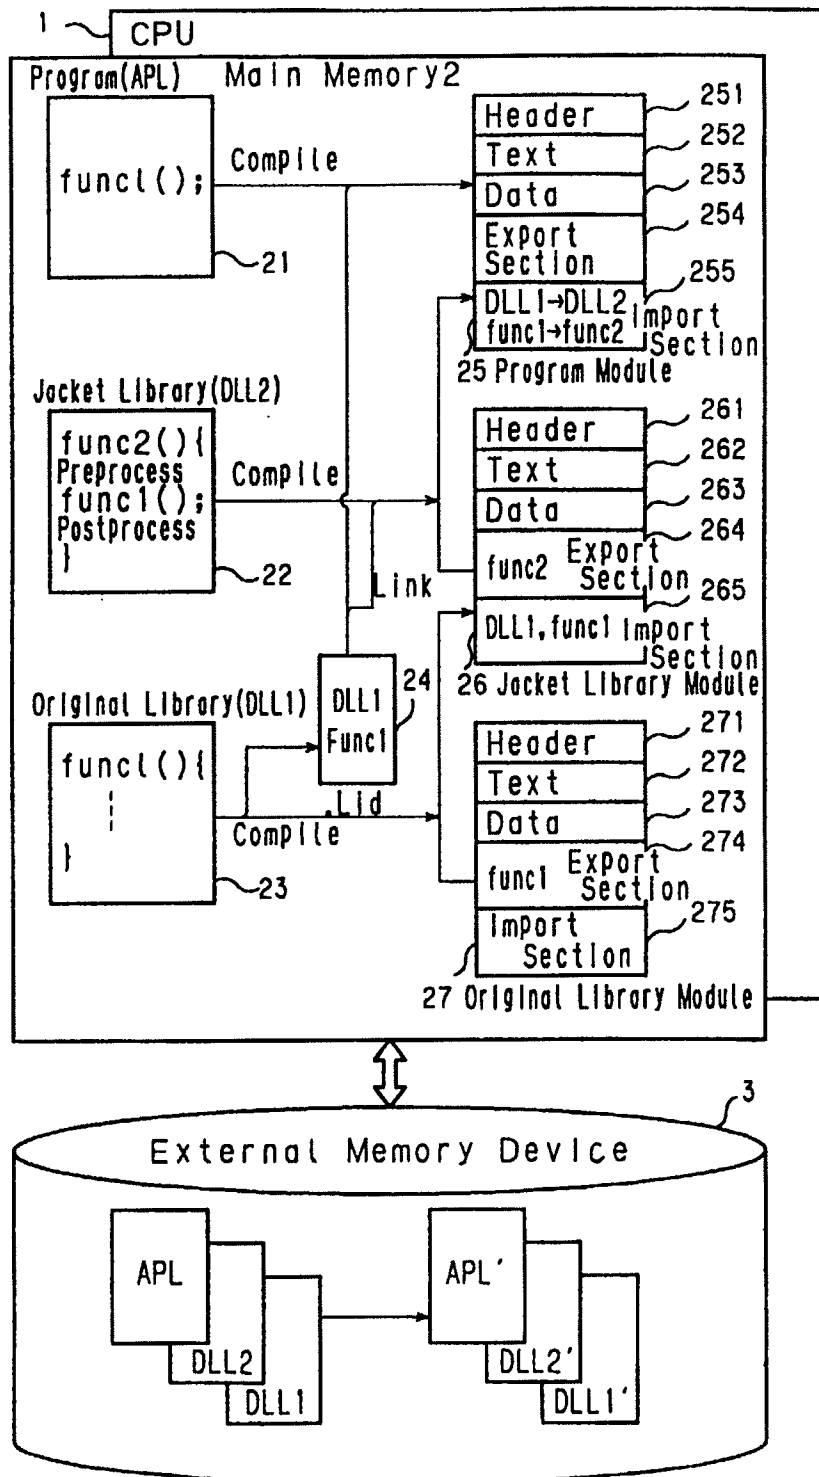 1
CPU
Program(APL)
Main Memory2
func1();
21
Compile
Header
251
Text
252
Data
253
Export
Section
254
DLL1→DLL2
func1→func2
Import
Section
255
25 Program Module
Jacket Library(DLL2)
func2(){
Preprocess
func1();
Postprocess
}
22
Compile
Link
Header
261
Text
262
Data
263
func2
Export
Section
264
DLL1,func1
Import
Section
265
26 Jacket Library Module
Original Library(DLL1)
func1(){
}
23
DLL1
Func1
24
.Lid
Compile
Header
271
Text
272
Data
273
func1
Export
Section
274
Import
Section
275
27 Original Library Module
3
External Memory Device
APL
DLL2
DLL1
APL'
DLL2'
DLL1'